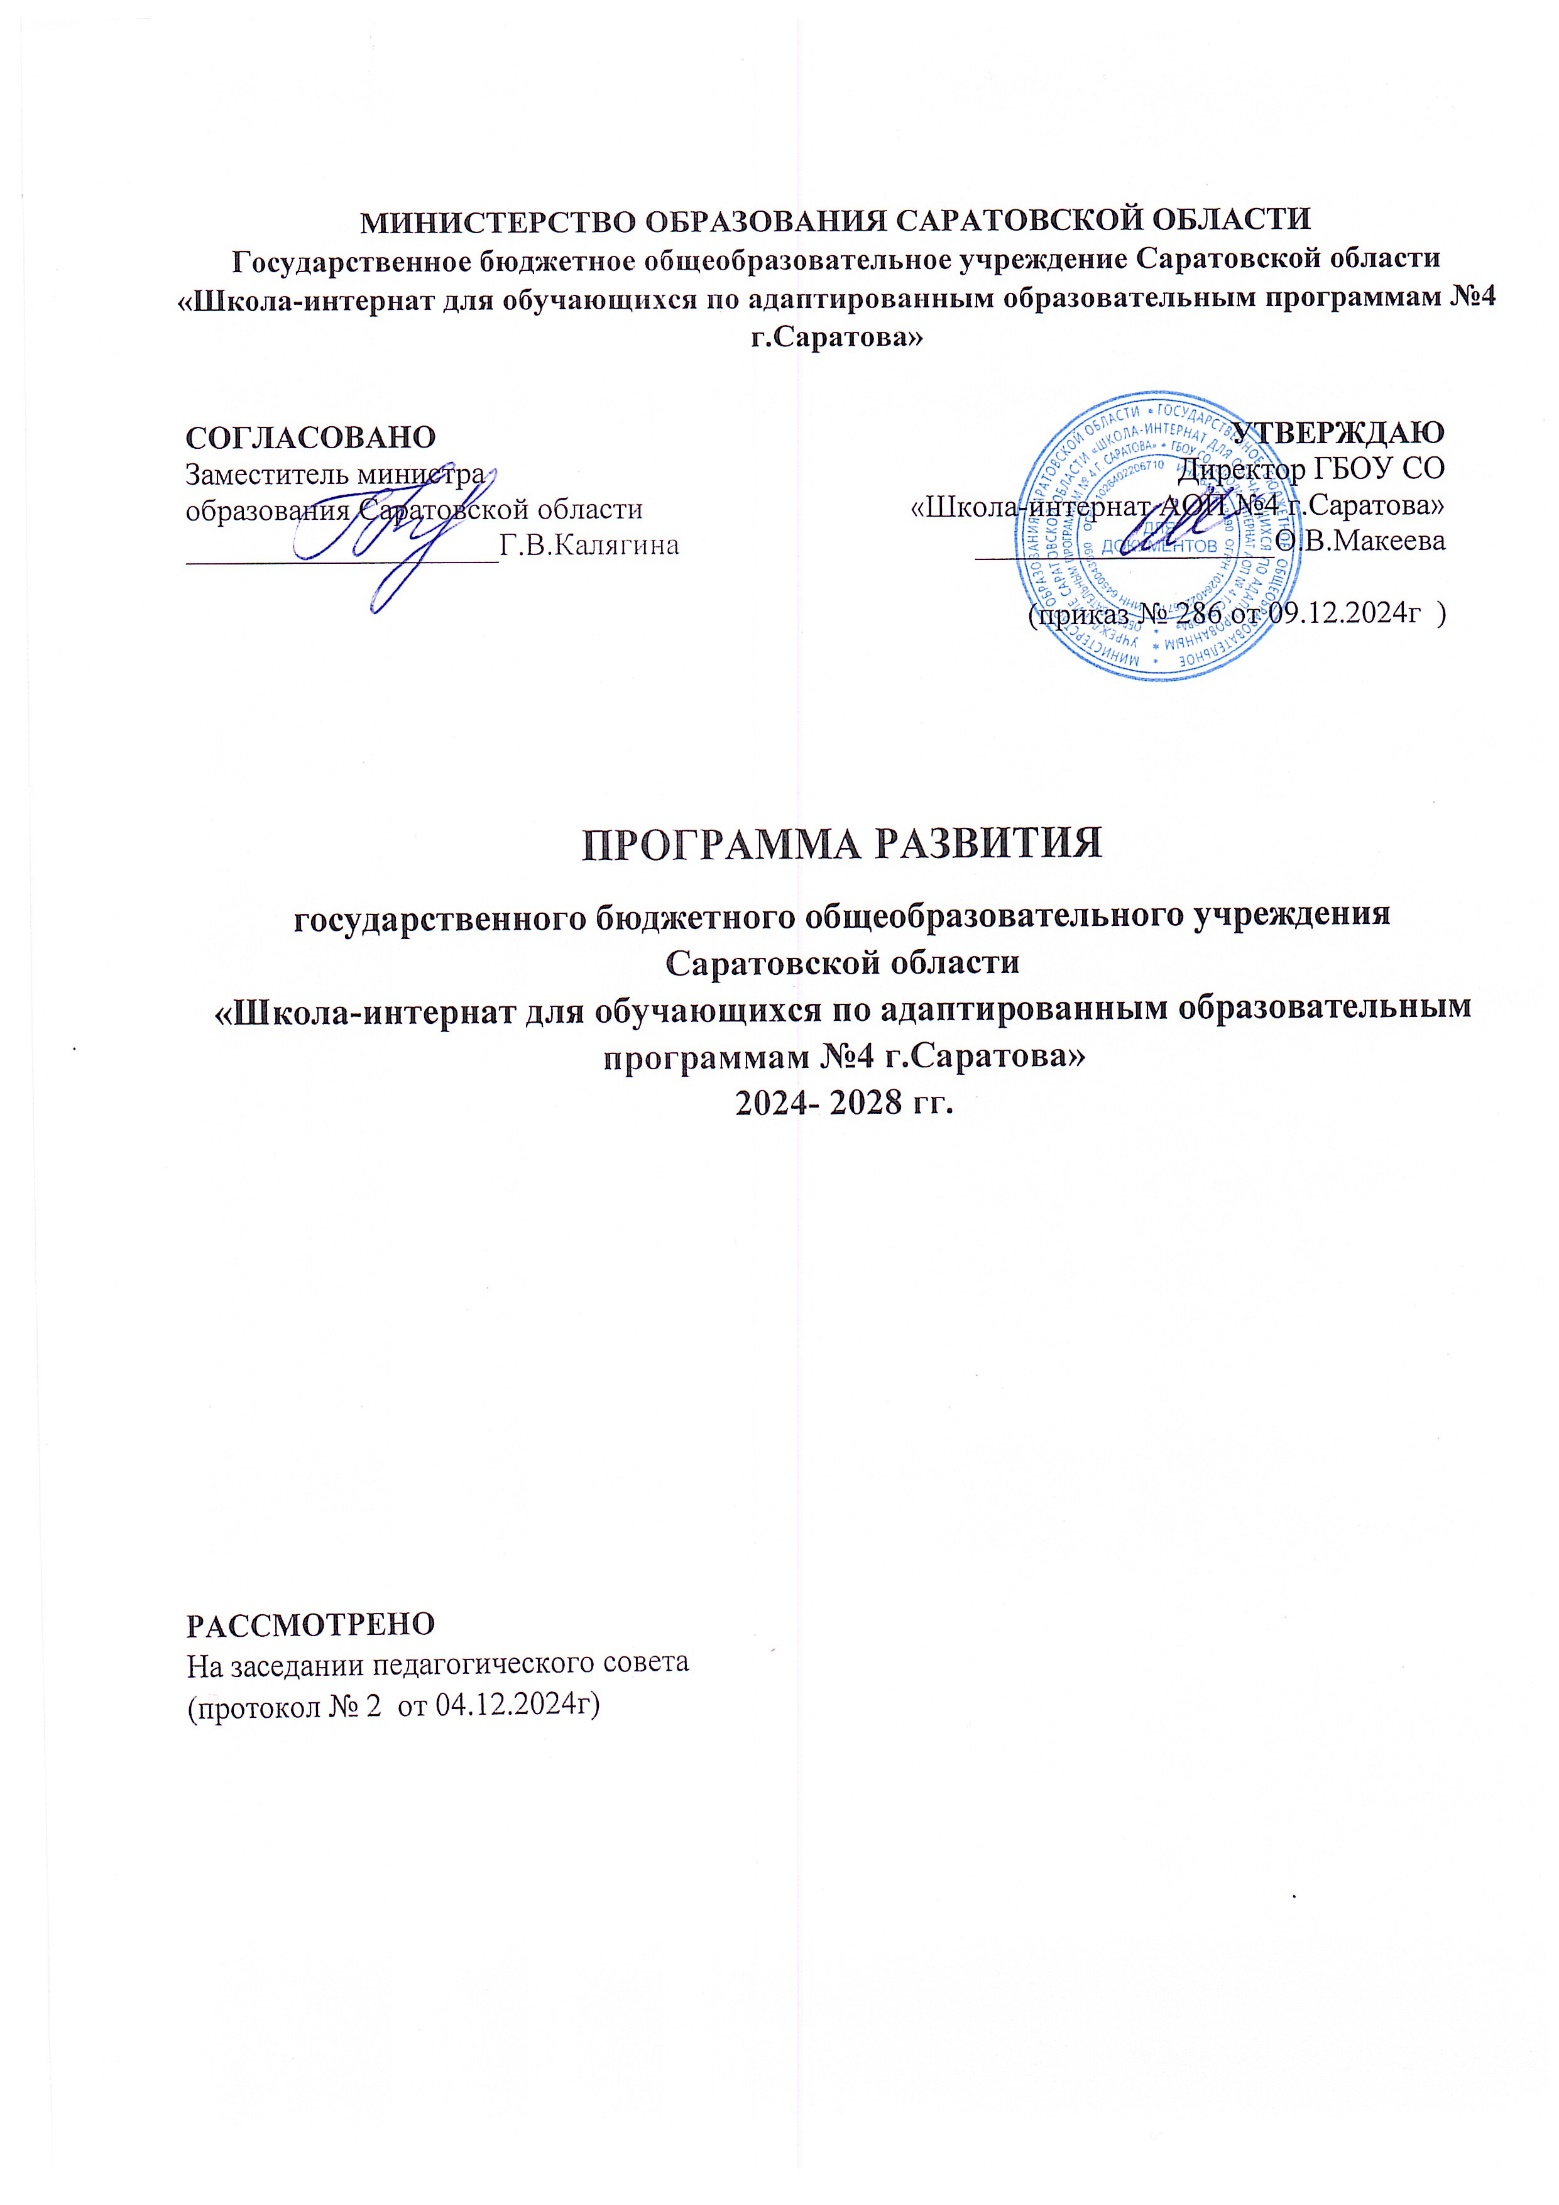 МИНИСТЕРСТВО ОБРАЗОВАНИЯ САРАТОВСКОЙ ОБЛАСТИ
Государственное бюджетное общеобразовательное учреждение Саратовской области
«Школа-интернат для обучающихся по адаптированным образовательным программам №4
г.Саратова»
СОГЛАСОВАНО
Заместитель министра
образования Саратовской области
Г.В.Калягина
УТВЕРЖДАЮ
Директор ГБОУ СО
«Школа-интернат АОП №4 г.Саратова»
О.В.Макеева
(приказ № 286 от 09.12.2024г )
ДЛЯ
ДОКУМЕНТОВ
ПРОГРАММА РАЗВИТИЯ
государственного бюджетного общеобразовательного учреждения
Саратовской области
«Школа-интернат для обучающихся по адаптированным образовательным
программам №4 г.Саратова»
2024- 2028 гг.
РАССМОТРЕНО
На заседании педагогического совета
(протокол № 2 от 04.12.2024г)